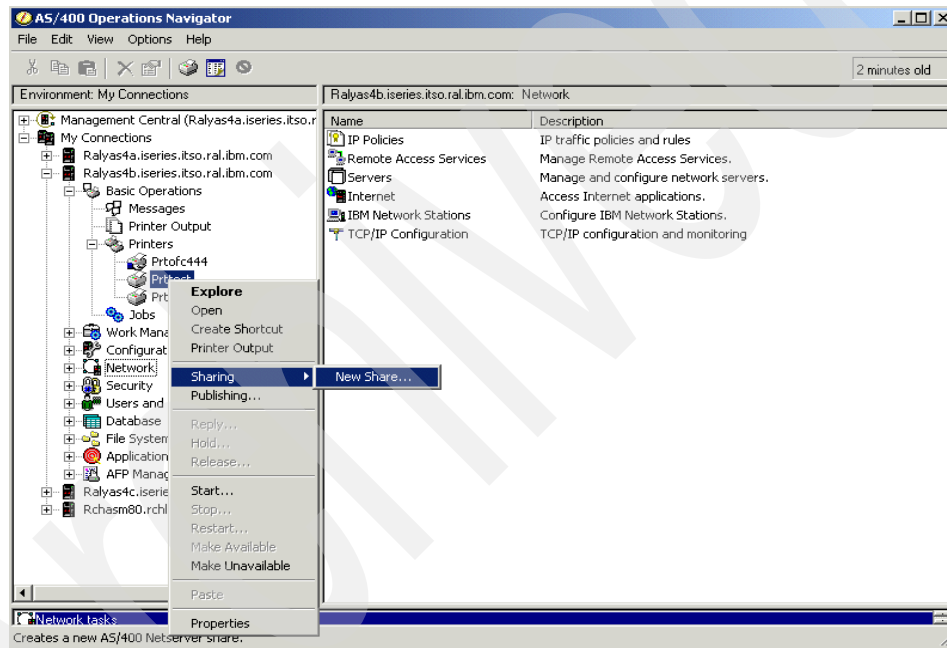 AS/400 Operations Navigator
File Edit View Options Help
2 minutes old
Environment: My Connections
Ralyas4b.iseries.itso.ral.ibm.com: Network
Management Central (Ralyas4a.iseries.itso.r
My Connections
Ralyas4a.iseries.itso.ral.ibm.com
Ralyas4b.iseries.itso.ral.ibm.com
Basic Operations
Messages
Printer Output
Printers
Prtofc444
Prttest
Prt
Jobs
Work Mana
Configurat
Network
Security
Users and
Database
File System
Application
AFP Manag
Ralyas4c.iserie
Rchasm80.rchl
Explore
Open
Create Shortcut
Printer Output
Sharing
New Share...
Publishing...
Reply...
Hold...
Release...
Start...
Stop...
Restart...
Make Available
Make Unavailable
Paste
Properties
Name Description
IP Policies IP traffic policies and rules
Remote Access Services Manage Remote Access Services.
Servers Manage and configure network servers.
Internet Access Internet applications.
IBM Network Stations Configure IBM Network Stations.
TCP/IP Configuration TCP/IP configuration and monitoring
Network tasks
Creates a new AS/400 Netserver share.